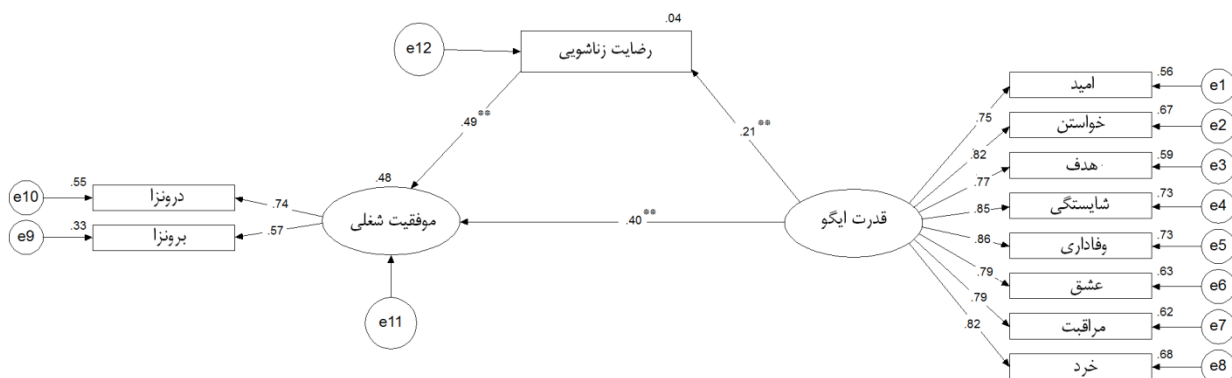 .04
رضایت زناشویی
e12
.56
امید
e1
.75
.67
خواستن
e2
.82
.49**
.21**
.59
هدف
e3
.77
.55
درونزا
e10
.74
.48
موفقیت شغلی
.40**
قدرت ایگو
.73
شایستگی
e4
.85
.33
برونزا
e9
.57
.73
وفاداری
e5
.86
.63
عشق
e6
.79
e11
.62
مراقبت
e7
.79
.68
خرد
e8
.82